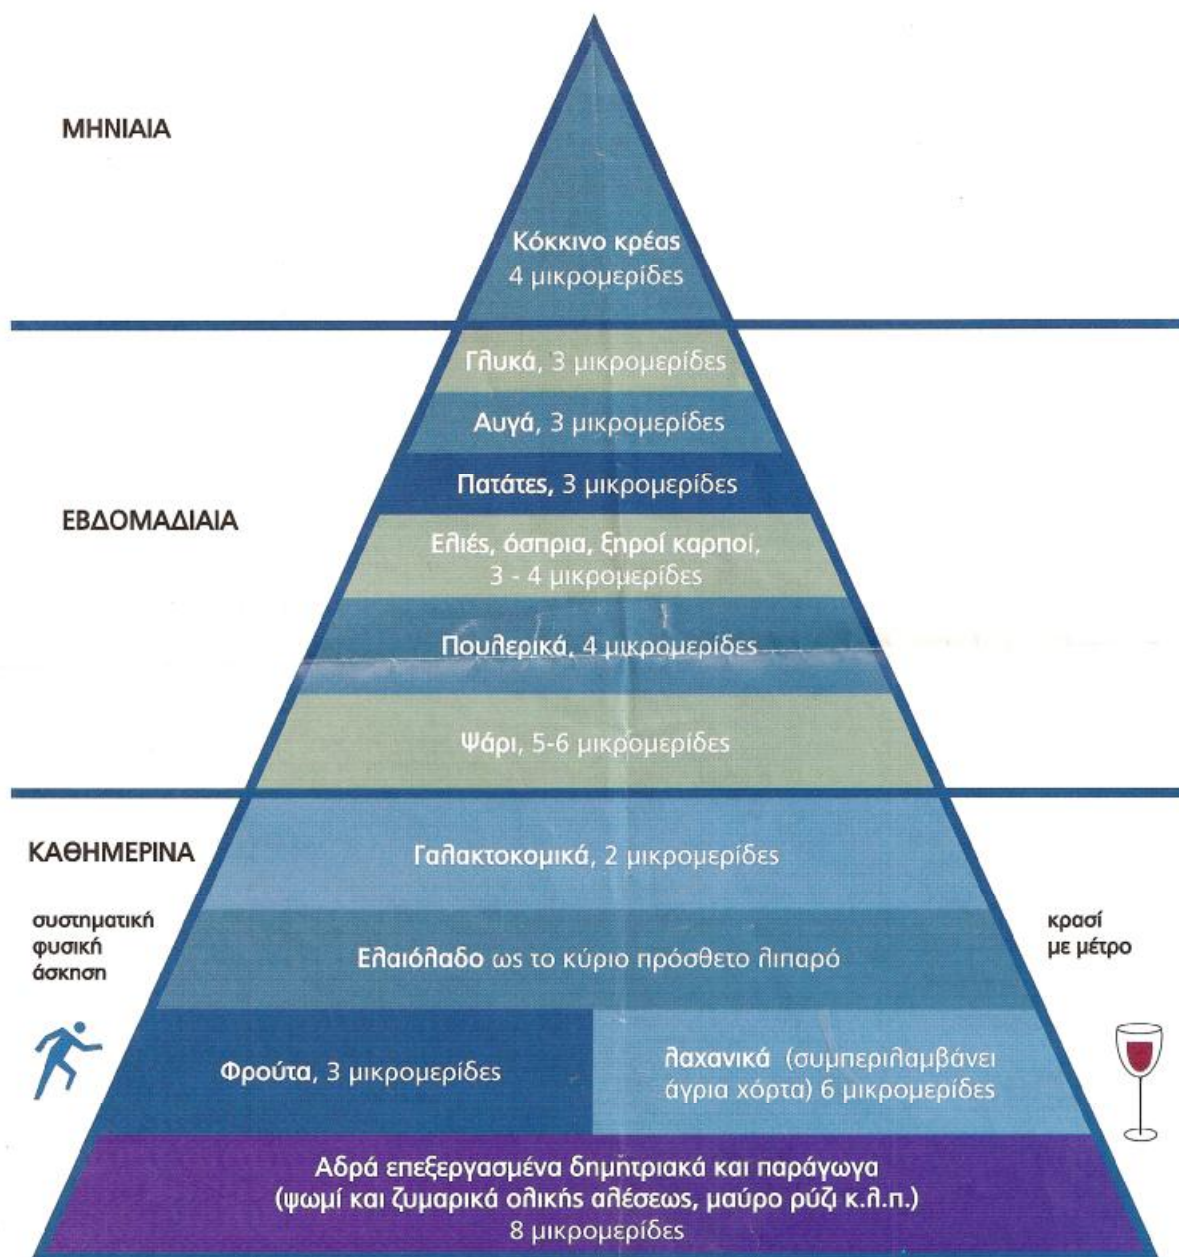 ΜΗΝΙΑΙΑ
Κόκκινο κρέας
4 μικρομερίδες
Γλυκά, 3 μικρομερίδες
Αυγά, 3 μικρομερίδες
Πατάτες, 3 μικρομερίδες
ΕΒΔΟΜΑΔΙΑΙΑ
Ελιές, όσπρια, ξηροί καρποί,
3 - 4 μικρομερίδες
Πουλερικά, 4 μικρομερίδες
Ψάρι, 5-6 μικρομερίδες
ΚΑΘΗΜΕΡΙΝΑ
Γαλακτοκομικά, 2 μικρομερίδες
συστηματική
φυσική
άσκηση
Ελαιόλαδο ως το κύριο πρόσθετο λιπαρό
κρασί
με μέτρο
Φρούτα, 3 μικρομερίδες
λαχανικά (συμπεριλαμβάνει
άγρια χόρτα) 6 μικρομερίδες
Αδρά επεξεργασμένα δημητριακά και παράγωγα
(ψωμί και ζυμαρικά ολικής αλέσεως, μαύρο ρύζι κ.λ.π.)
8 μικρομερίδες